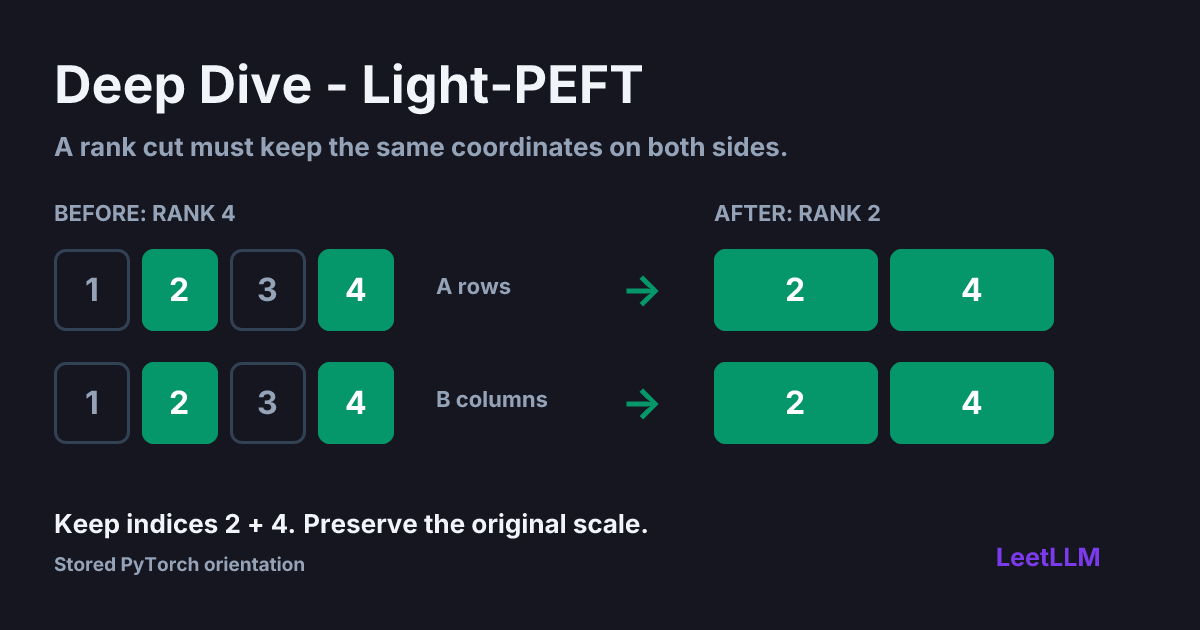 Deep Dive - Light-PEFT
A rank cut must keep the same coordinates on both sides.
BEFORE: RANK 4
AFTER: RANK 2
1 2 3 4 A rows → 2 4
1 2 3 4 B columns → 2 4
Keep indices 2 + 4. Preserve the original scale.
Stored PyTorch orientation
LeetLLM